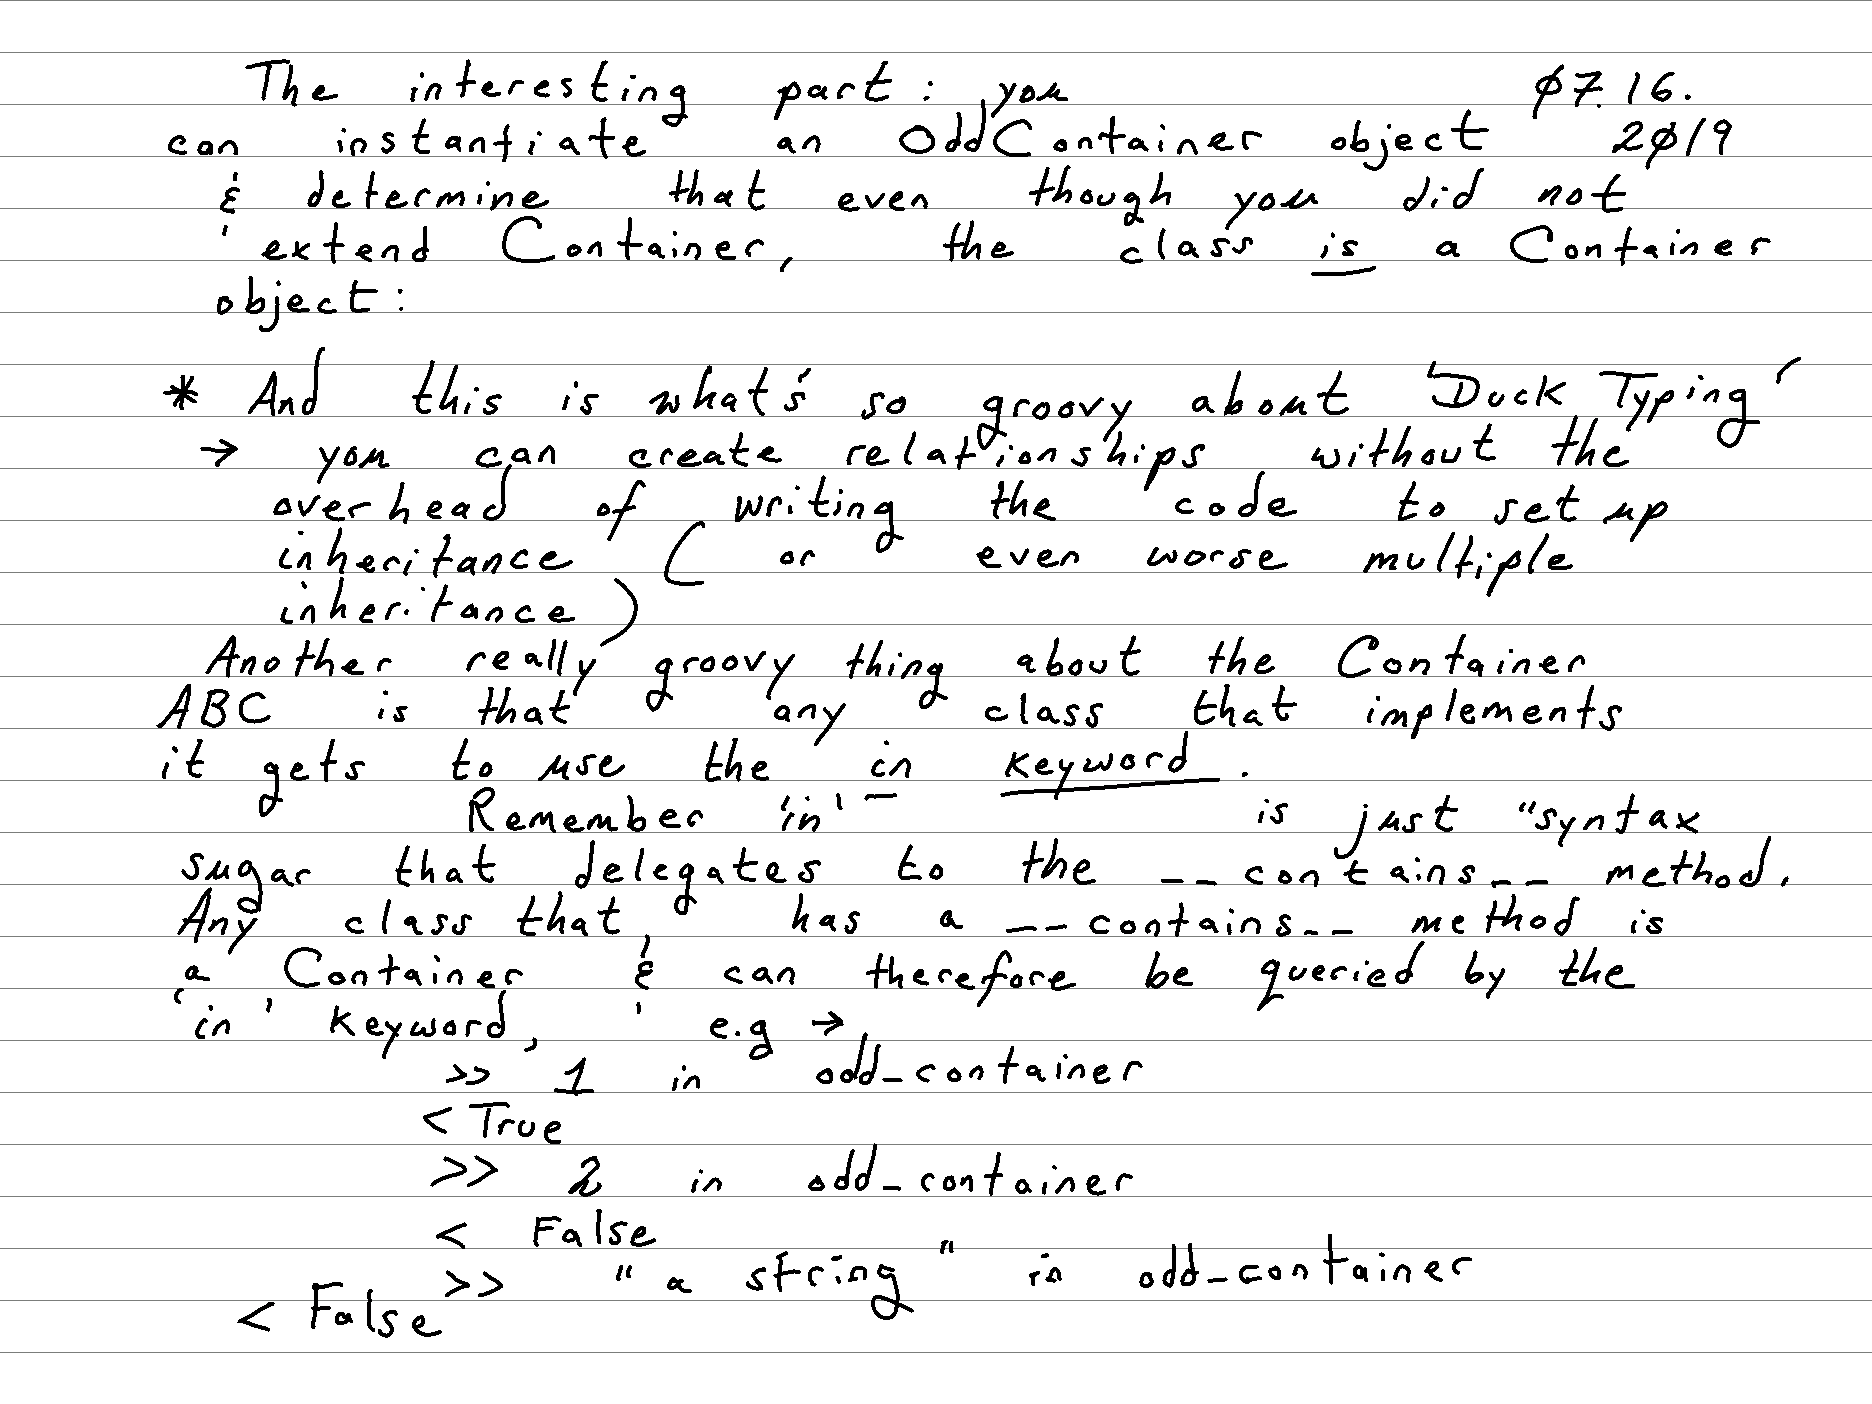 The interesting part: you 07.16.
can instantiate an OddContainer object 2019
& determine that even though you did not
extend Container, the class is a Container
object:
* And this is what's so groovy about 'Duck Typing'
→ you can create relationships without the
overhead of writing the code to set up
inheritance ( or even worse multiple
inheritance )
Another really groovy thing about the Container
ABC is that any class that implements
it gets to use the in keyword.
Remember 'in' is just "syntax
sugar that delegates to the __contains__ method.
Any class that has a __contains__ method is
a Container & can therefore be queried by the
'in' keyword, e.g →
>> 1 in odd_container
< True
>> 2 in odd_container
< False
>> "a string" in odd_container
< False